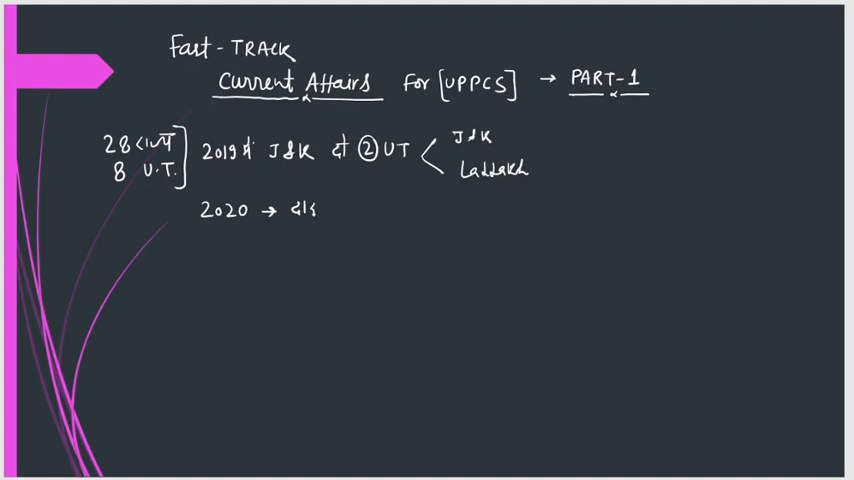 Fast-TRACK
Current Affairs For [UPPCS] → PART-1
28 राज्य
8 U.T.
2019 में J&K दो ② UT
J&K
Laddakh
2020 →